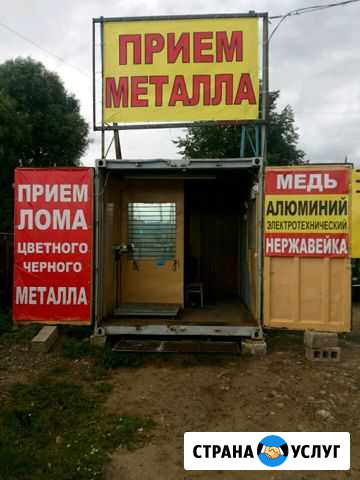 ПРИЕМ
МЕТАЛЛА
ПРИЕМ
ЛОМА
ЦВЕТНОГО
ЧЕРНОГО
МЕТАЛЛА
МЕДЬ
АЛЮМИНИЙ
ЭЛЕКТРОТЕХНИЧЕСКИЙ
НЕРЖАВЕЙКА
СТРАНА УСЛУГ